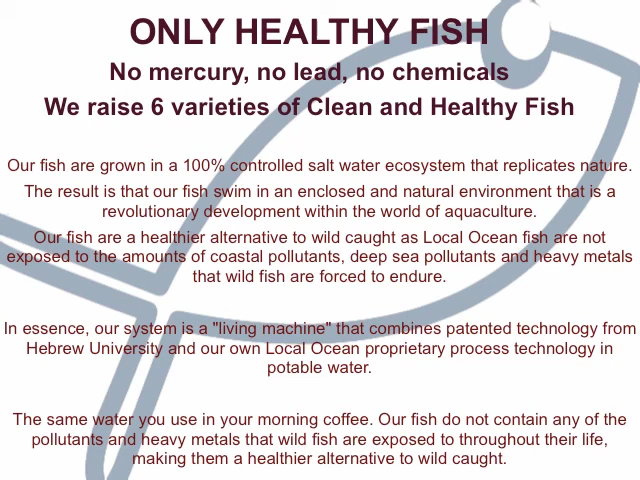 ONLY HEALTHY FISH
No mercury, no lead, no chemicals
We raise 6 varieties of Clean and Healthy Fish
Our fish are grown in a 100% controlled salt water ecosystem that replicates nature.
The result is that our fish swim in an enclosed and natural environment that is a
revolutionary development within the world of aquaculture.
Our fish are a healthier alternative to wild caught as Local Ocean fish are not
exposed to the amounts of coastal pollutants, deep sea pollutants and heavy metals
that wild fish are forced to endure.
In essence, our system is a "living machine" that combines patented technology from
Hebrew University and our own Local Ocean proprietary process technology in
potable water.
The same water you use in your morning coffee. Our fish do not contain any of the
pollutants and heavy metals that wild fish are exposed to throughout their life,
making them a healthier alternative to wild caught.